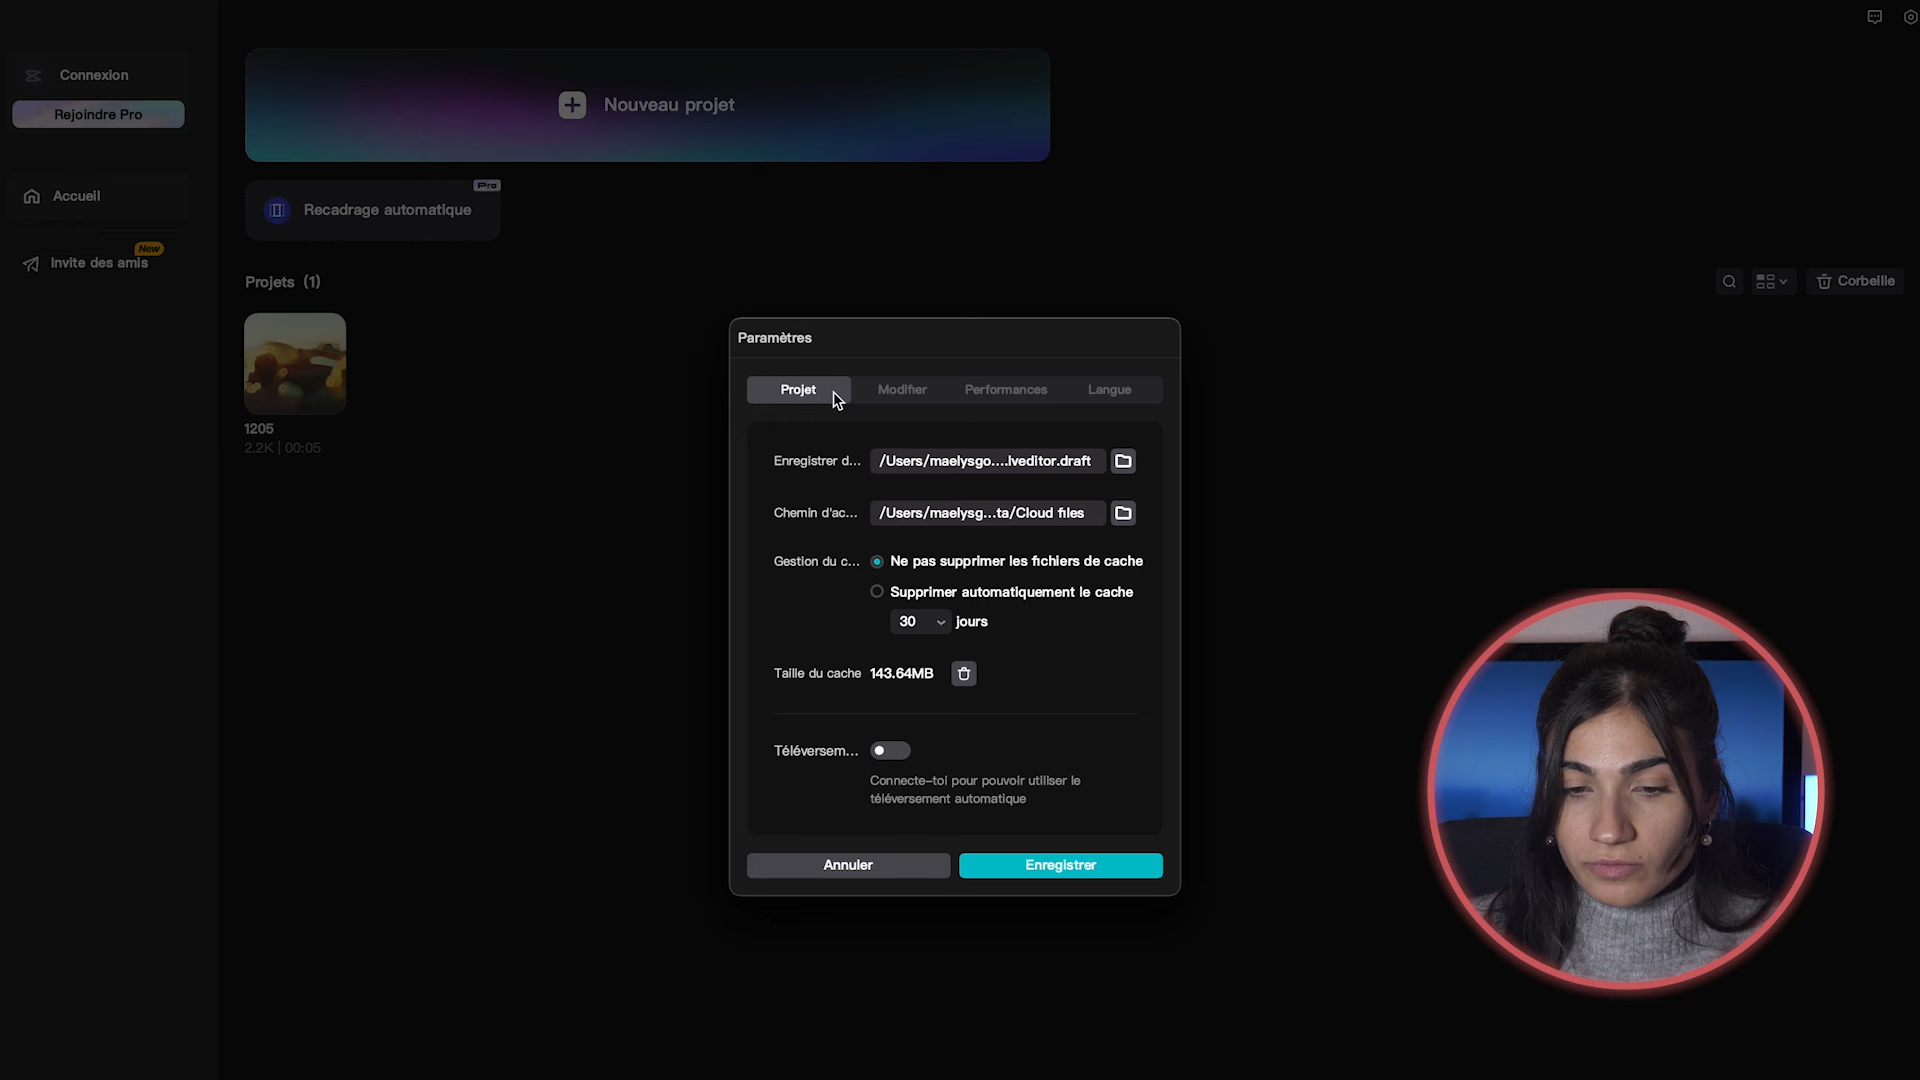 Connexion
Rejoindre Pro
Accueil
New
Invite des amis
Nouveau projet
Pro
Recadrage automatique
Projets (1)
Corbeille
1205
2.2K | 00:05
Paramètres
Projet
Modifier
Performances
Langue
Enregistrer d... /Users/maelysgo....lveditor.draft
Chemin d'ac... /Users/maelysg...ta/Cloud files
Gestion du c... Ne pas supprimer les fichiers de cache
Supprimer automatiquement le cache
30 jours
Taille du cache 143.64MB
Téléversem...
Connecte-toi pour pouvoir utiliser le
téléversement automatique
Annuler
Enregistrer